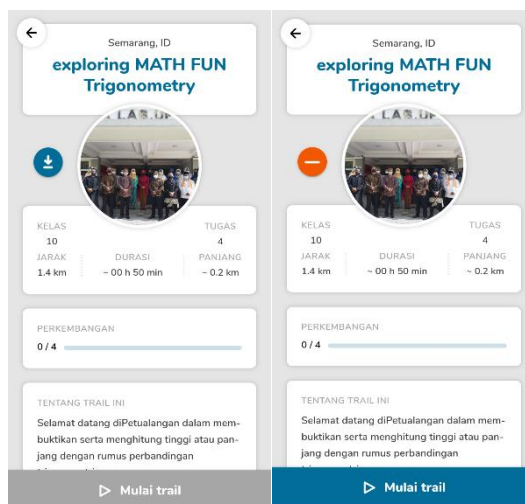 Semarang, ID
exploring MATH FUN
Trigonometry
LAB.UP
KELAS
TUGAS
10
4
JARAK
DURASI
PANJANG
1.4 km
~ 00 h 50 min
~ 0.2 km
PERKEMBANGAN
0 / 4
TENTANG TRAIL INI
Selamat datang diPetualangan dalam mem-
buktikan serta menghitung tinggi atau pan-
jang dengan rumus perbandingan
Mulai trail
Semarang, ID
exploring MATH FUN
Trigonometry
LAB.UP
KELAS
TUGAS
10
4
JARAK
DURASI
PANJANG
1.4 km
~ 00 h 50 min
~ 0.2 km
PERKEMBANGAN
0 / 4
TENTANG TRAIL INI
Selamat datang diPetualangan dalam mem-
buktikan serta menghitung tinggi atau pan-
jang dengan rumus perbandingan
Mulai trail